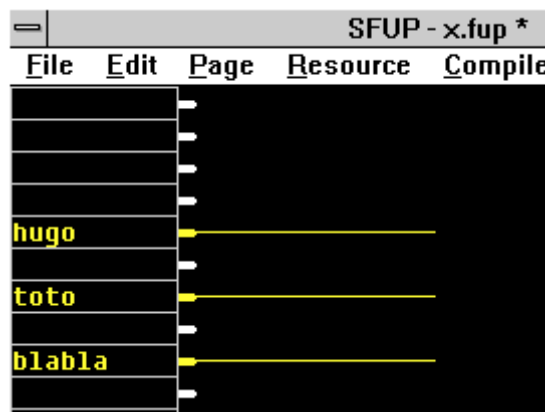 SFUP - x.fup *
File Edit Page Resource Compile
hugo
toto
blabla